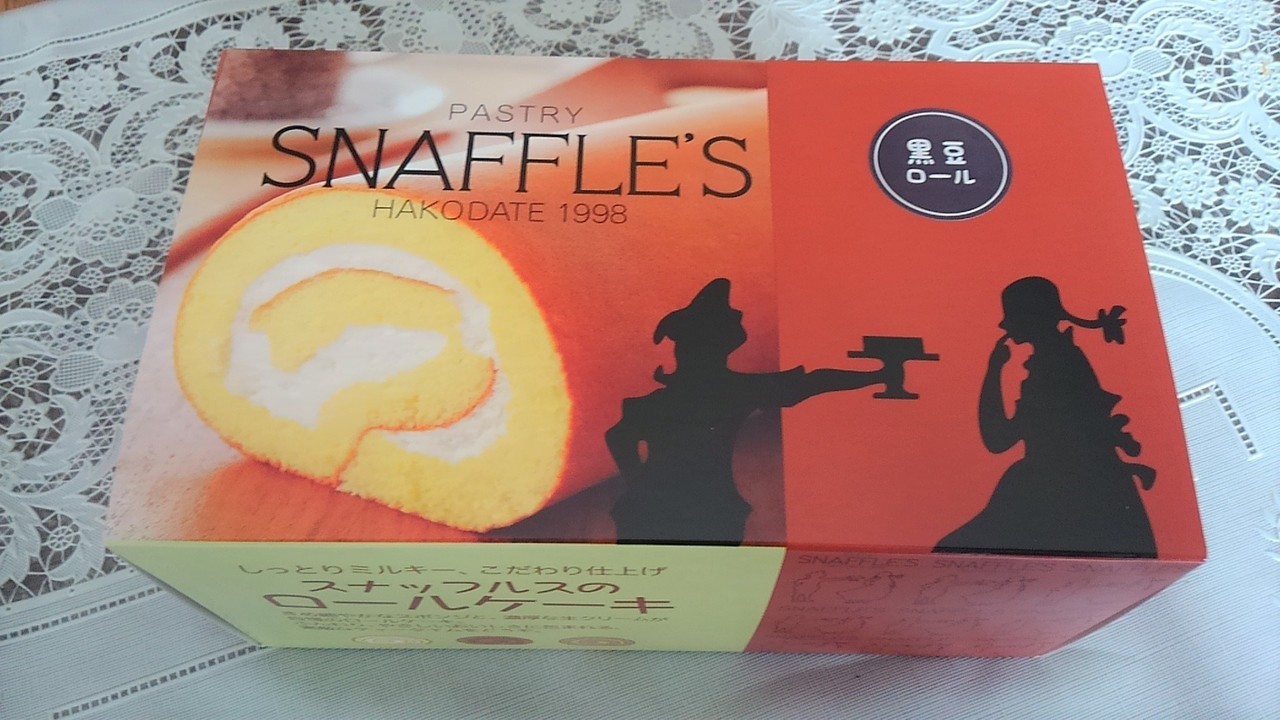 PASTRY
SNAFFLE'S
HAKODATE 1998
黒豆
ロール
しっとりミルキー、こだわり仕上げ
スナッフルスの
ロールケーキ
SNAFFLE'S SNAFFLE'S
SNAFFLE'S